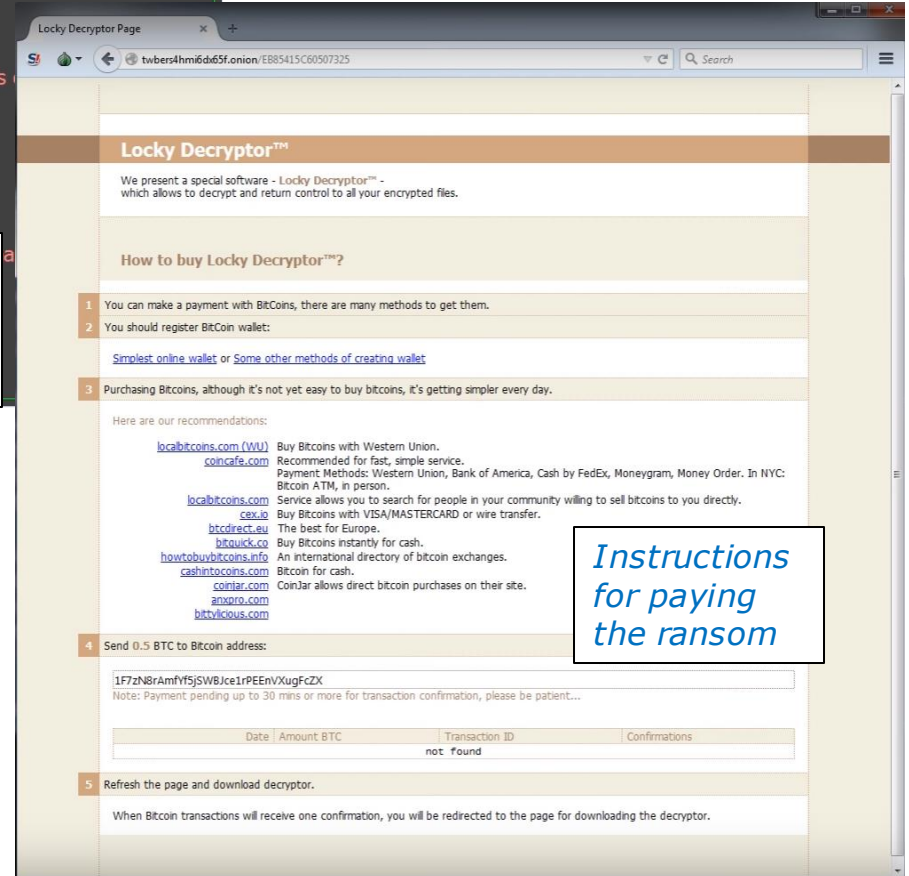 Locky Decryptor Page
twbers4hmi6dx65f.onion/EB85415C60507325
Search
s
a
Locky Decryptor™
We present a special software - Locky Decryptor™ -
which allows to decrypt and return control to all your encrypted files.
How to buy Locky Decryptor™?
1 You can make a payment with BitCoins, there are many methods to get them.
2 You should register BitCoin wallet:
Simplest online wallet or Some other methods of creating wallet
3 Purchasing Bitcoins, although it's not yet easy to buy bitcoins, it's getting simpler every day.
Here are our recommendations:
localbitcoins.com (WU) Buy Bitcoins with Western Union.
coincafe.com Recommended for fast, simple service.
Payment Methods: Western Union, Bank of America, Cash by FedEx, Moneygram, Money Order. In NYC:
Bitcoin ATM, in person.
localbitcoins.com Service allows you to search for people in your community willing to sell bitcoins to you directly.
cex.io Buy Bitcoins with VISA/MASTERCARD or wire transfer.
btcdirect.eu The best for Europe.
bitquick.co Buy Bitcoins instantly for cash.
howtobuybitcoins.info An international directory of bitcoin exchanges.
cashintocoins.com Bitcoin for cash.
coinjar.com CoinJar allows direct bitcoin purchases on their site.
anxpro.com
bittylicious.com
Instructions
for paying
the ransom
4 Send 0.5 BTC to Bitcoin address:
1F7zN8rAmfYf5jSWBJce1rPEEnVXugFcZX
Note: Payment pending up to 30 mins or more for transaction confirmation, please be patient...
Date Amount BTC Transaction ID Confirmations
not found
5 Refresh the page and download decryptor.
When Bitcoin transactions will receive one confirmation, you will be redirected to the page for downloading the decryptor.